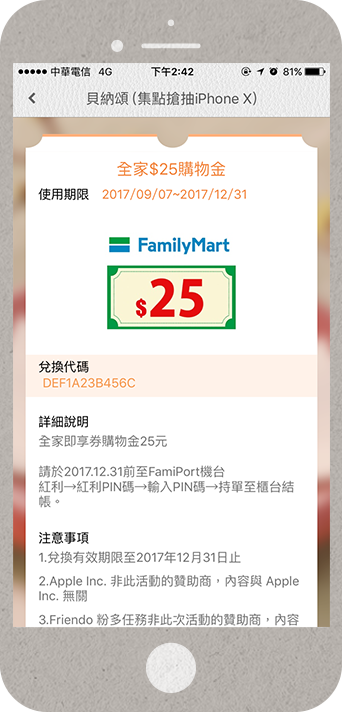 中華電信 4G 下午2:42 81%
貝納頌 (集點搶抽iPhone X)
全家$25購物金
使用期限 2017/09/07~2017/12/31
FamilyMart
$25
兌換代碼
DEF1A23B456C
詳細說明
全家即享券購物金25元
請於2017.12.31前至FamiPort機台
紅利→紅利PIN碼→輸入PIN碼→持單至櫃台結
帳。
注意事項
1.兌換有效期限至2017年12月31日止
2.Apple Inc. 非此活動的贊助商，內容與 Apple
Inc. 無關
3.Friendo 粉多任務非此次活動的贊助商，內容